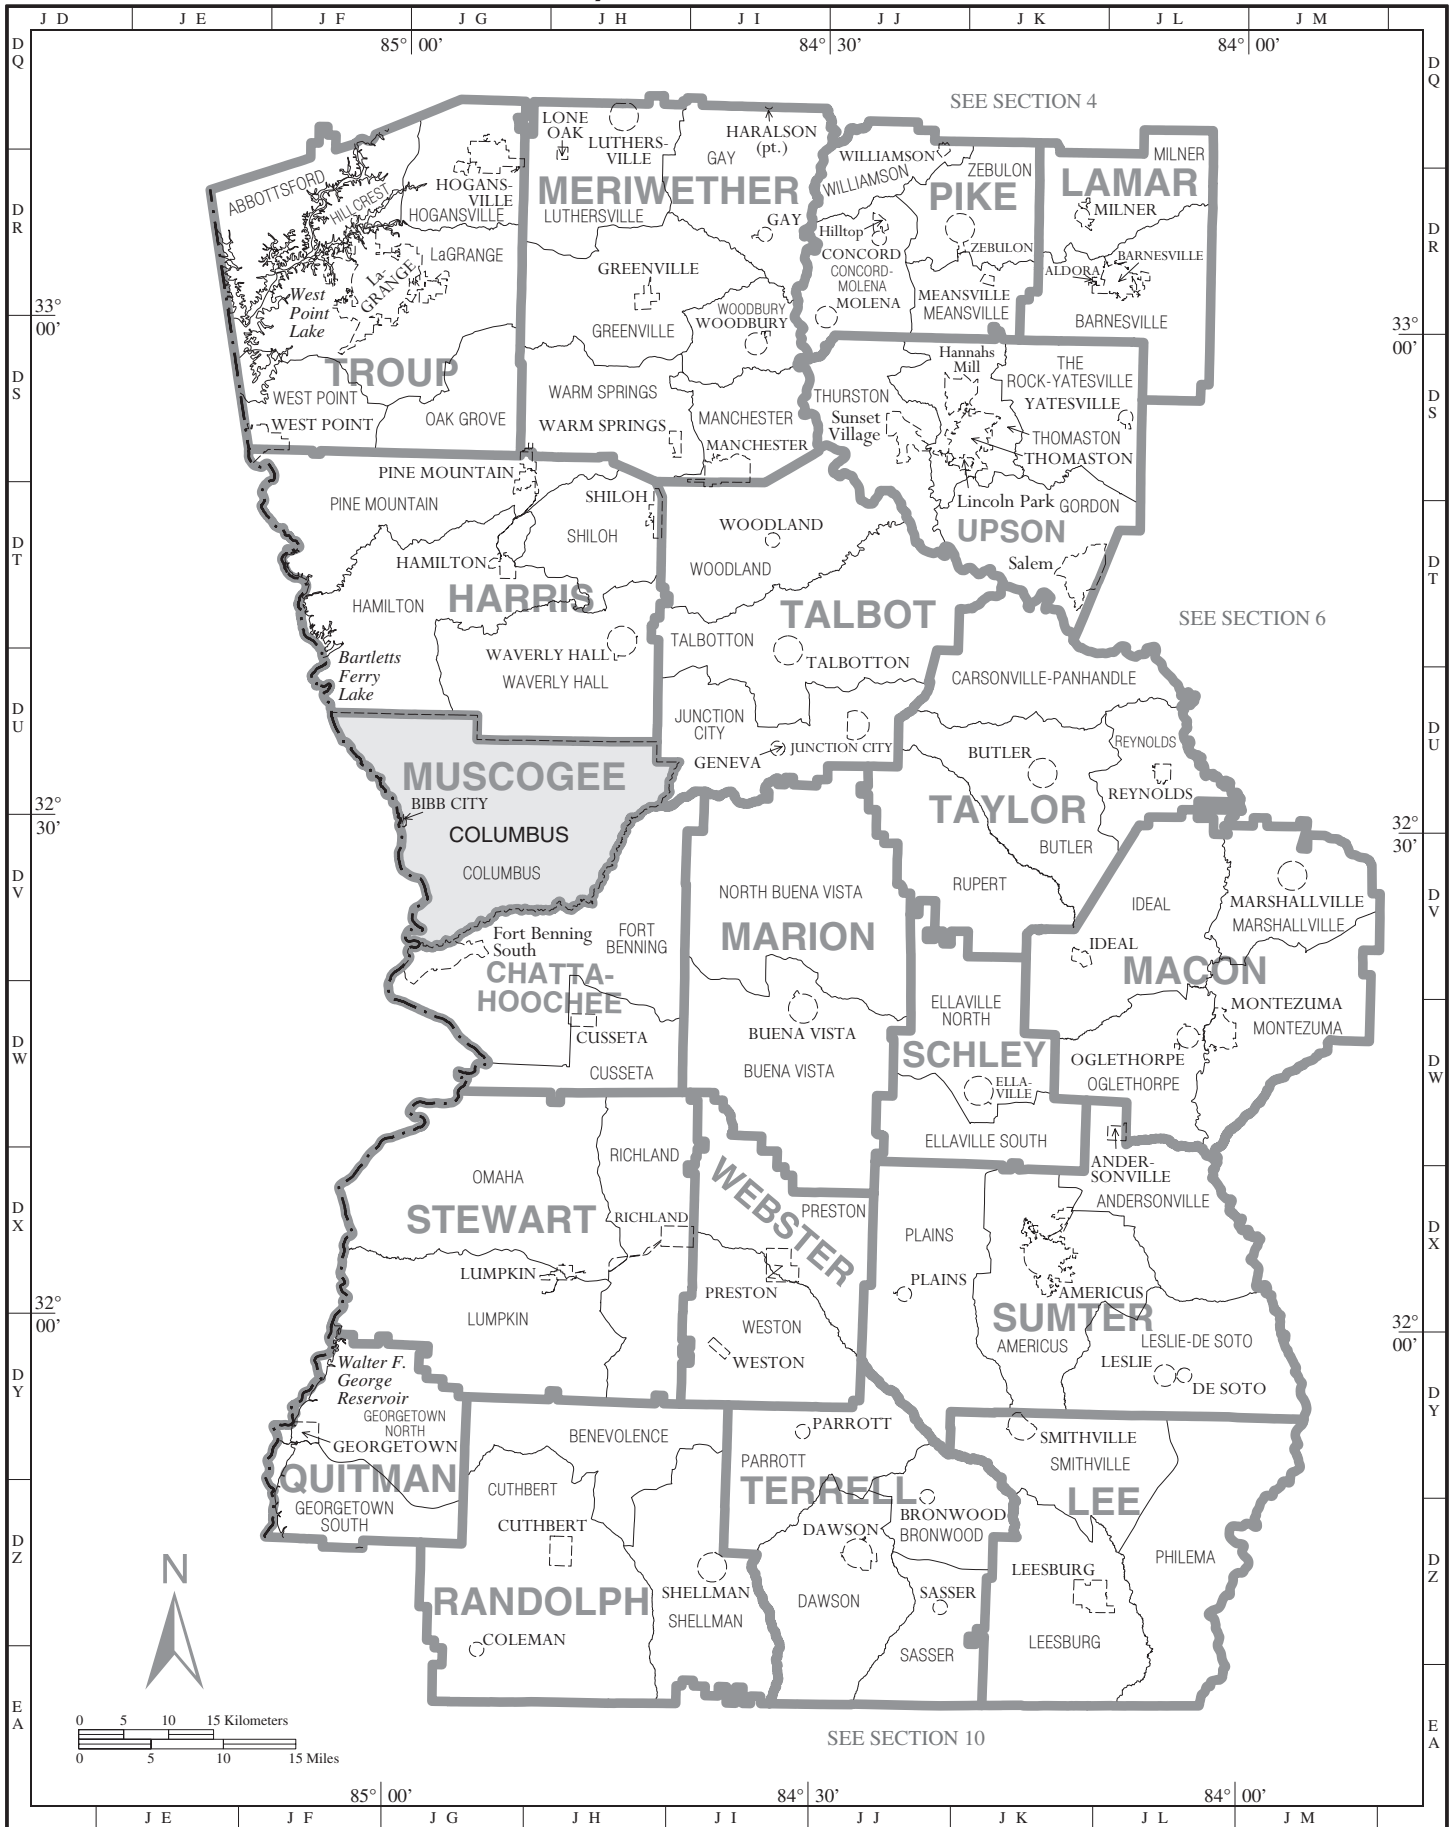 J D
J E
J F
J G
J H
J I
J J
J K
J L
J M
85° 00’
84° 30’
84° 00’
D Q
D R
D S
D T
D U
D V
D W
D X
D Y
D Z
E A
D Q
D R
D S
D T
D U
D V
D W
D X
D Y
D Z
E A
33°
00’
32°
30’
32°
00’
33°
00’
32°
30’
32°
00’
SEE SECTION 4
LONE
OAK
LUTHERS-
VILLE
HARALSON
(pt.)
GAY
MERIWETHER
LUTHERSVILLE
GAY
GREENVILLE
GREENVILLE
WOODBURY
WOODBURY
WARM SPRINGS
WARM SPRINGS
MANCHESTER
MANCHESTER
ABBOTTSFORD
HILLCREST
HOGANS-
VILLE
HOGANSVILLE
LaGRANGE
La-
GRANGE
West
Point
Lake
TROUP
WEST POINT
WEST POINT
OAK GROVE
WILLIAMSON
WILLIAMSON
ZEBULON
PIKE
Hilltop
CONCORD
CONCORD-
MOLENA
MOLENA
ZEBULON
MEANSVILLE
MEANSVILLE
MILNER
LAMAR
MILNER
BARNESVILLE
ALDORA
BARNESVILLE
Hannahs
Mill
THE
ROCK-YATESVILLE
YATESVILLE
THURSTON
Sunset
Village
THOMASTON
THOMASTON
Lincoln Park
GORDON
UPSON
Salem
PINE MOUNTAIN
PINE MOUNTAIN
SHILOH
SHILOH
HAMILTON
HARRIS
HAMILTON
WAVERLY HALL
WAVERLY HALL
Bartletts
Ferry
Lake
WOODLAND
WOODLAND
TALBOT
TALBOTTON
TALBOTTON
JUNCTION
CITY
GENEVA
JUNCTION CITY
SEE SECTION 6
CARSONVILLE-PANHANDLE
REYNOLDS
BUTLER
REYNOLDS
TAYLOR
BUTLER
RUPERT
MUSCOGEE
BIBB CITY
COLUMBUS
COLUMBUS
Fort Benning
South
FORT
BENNING
CHATTA-
HOOCHEE
CUSSETA
CUSSETA
NORTH BUENA VISTA
MARION
BUENA VISTA
BUENA VISTA
IDEAL
MARSHALLVILLE
MARSHALLVILLE
IDEAL
MACON
MONTEZUMA
MONTEZUMA
OGLETHORPE
OGLETHORPE
ELLAVILLE
NORTH
SCHLEY
ELLA-
VILLE
ELLAVILLE SOUTH
ANDER-
SONVILLE
ANDERSONVILLE
RICHLAND
OMAHA
STEWART
RICHLAND
LUMPKIN
LUMPKIN
WEBSTER
PRESTON
PRESTON
WESTON
WESTON
PLAINS
PLAINS
AMERICUS
SUMTER
AMERICUS
LESLIE-DE SOTO
LESLIE
DE SOTO
Walter F.
George
Reservoir
GEORGETOWN
NORTH
GEORGETOWN
QUITMAN
GEORGETOWN
SOUTH
BENEVOLENCE
CUTHBERT
CUTHBERT
SHELLMAN
SHELLMAN
RANDOLPH
COLEMAN
PARROTT
PARROTT
TERRELL
BRONWOOD
BRONWOOD
DAWSON
DAWSON
SASSER
SASSER
SMITHVILLE
SMITHVILLE
LEE
LEESBURG
PHILEMA
LEESBURG
N
0 5 10 15 Kilometers
0 5 10 15 Miles
SEE SECTION 10
85° 00’
84° 30’
84° 00’
J E
J F
J G
J H
J I
J J
J K
J L
J M